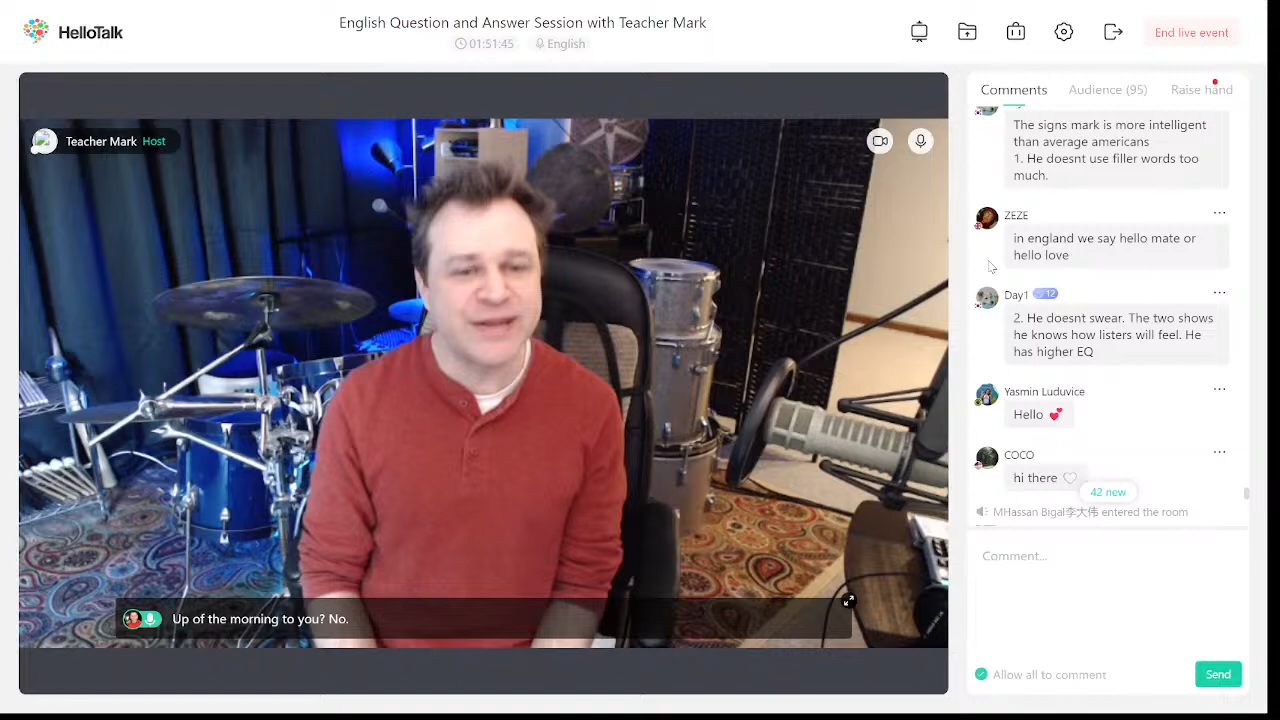 HelloTalk
English Question and Answer Session with Teacher Mark
01:51:45 English
End live event
Teacher Mark Host
Up of the morning to you? No.
Comments Audience (95) Raise hand
The signs mark is more intelligent
than average americans
1. He doesnt use filler words too
much.
ZEZE
in england we say hello mate or
hello love
Day1 12
2. He doesnt swear. The two shows
he knows how listers will feel. He
has higher EQ
Yasmin Luduvice
Hello 💕
COCO
hi there ♡
42 new
MHassan Bigal李大伟 entered the room
Comment...
Allow all to comment
Send